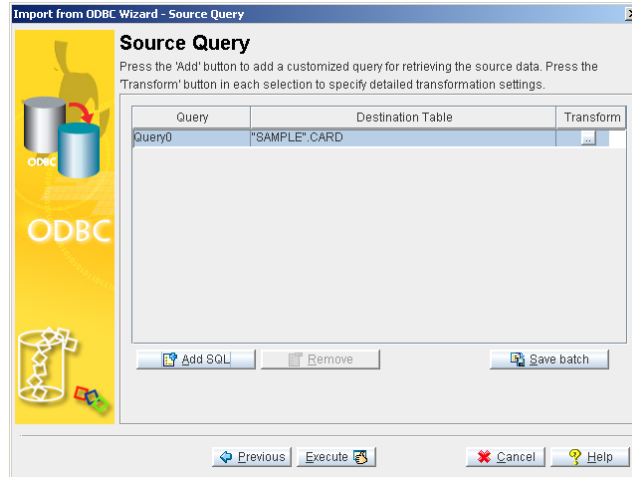 Import from ODBC Wizard - Source Query
Source Query
Press the 'Add' button to add a customized query for retrieving the source data. Press the
'Transform' button in each selection to specify detailed transformation settings.
Query Destination Table Transform
Query0 "SAMPLE".CARD ...
ODBC
ODBC
Add SQL Remove Save batch
Previous Execute Cancel Help